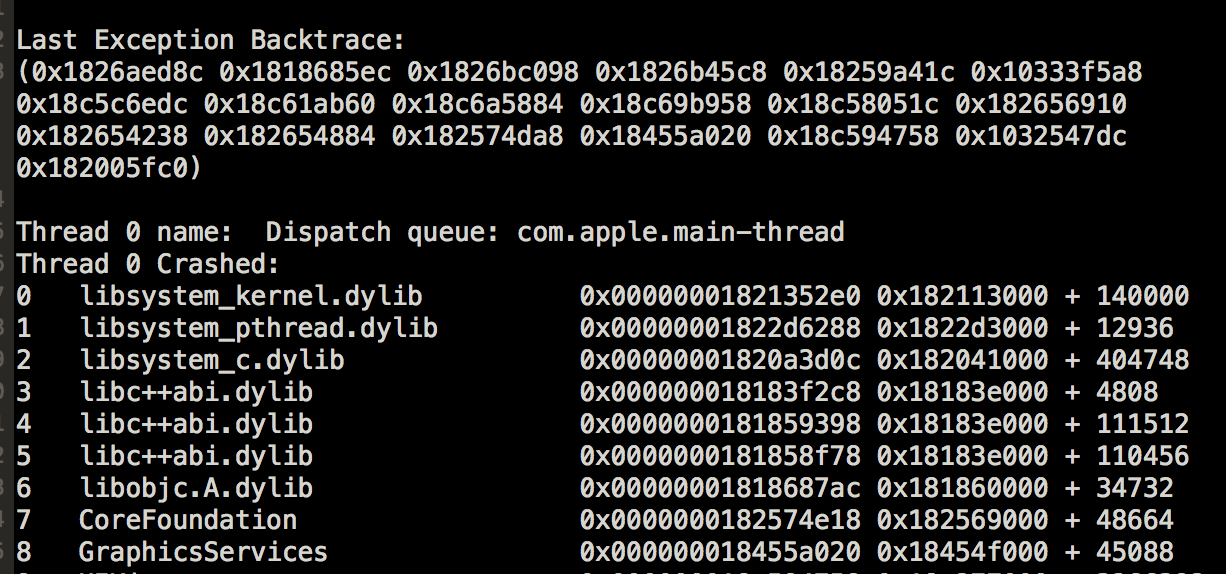 Last Exception Backtrace:
(0x1826aed8c 0x1818685ec 0x1826bc098 0x1826b45c8 0x18259a41c 0x10333f5a8
0x18c5c6edc 0x18c61ab60 0x18c6a5884 0x18c69b958 0x18c58051c 0x182656910
0x182654238 0x182654884 0x182574da8 0x18455a020 0x18c594758 0x1032547dc
0x182005fc0)
Thread 0 name:  Dispatch queue: com.apple.main-thread
Thread 0 Crashed:
0   libsystem_kernel.dylib          0x00000001821352e0 0x182113000 + 140000
1   libsystem_pthread.dylib         0x00000001822d6288 0x1822d3000 + 12936
2   libsystem_c.dylib               0x00000001820a3d0c 0x182041000 + 404748
3   libc++abi.dylib                 0x000000018183f2c8 0x18183e000 + 4808
4   libc++abi.dylib                 0x0000000181859398 0x18183e000 + 111512
5   libc++abi.dylib                 0x0000000181858f78 0x18183e000 + 110456
6   libobjc.A.dylib                 0x00000001818687ac 0x181860000 + 34732
7   CoreFoundation                  0x0000000182574e18 0x182569000 + 48664
8   GraphicsServices                0x000000018455a020 0x18454f000 + 45088